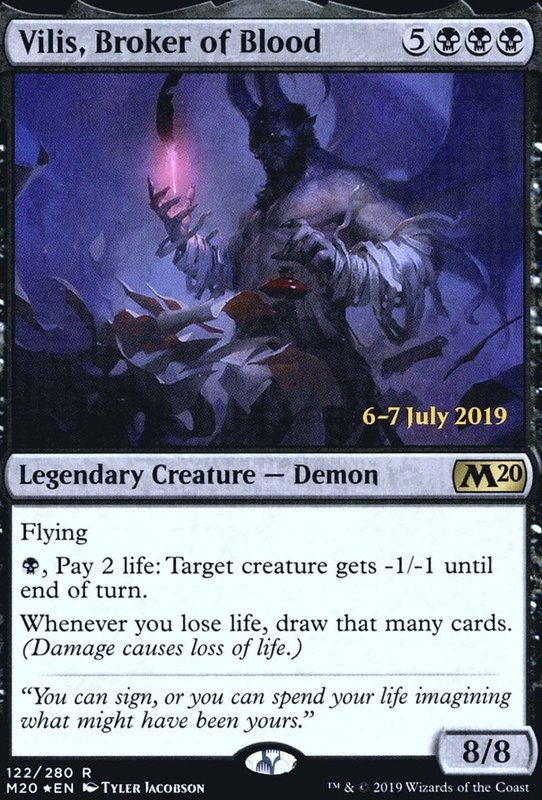 Vilis, Broker of Blood 5
6-7 July 2019
Legendary Creature — Demon M20
Flying
, Pay 2 life: Target creature gets -1/-1 until
end of turn.
Whenever you lose life, draw that many cards.
(Damage causes loss of life.)
“You can sign, or you can spend your life imagining
what might have been yours.”
8/8
122/280 R
M20 ★ EN Tyler Jacobson ™ & © 2019 Wizards of the Coast